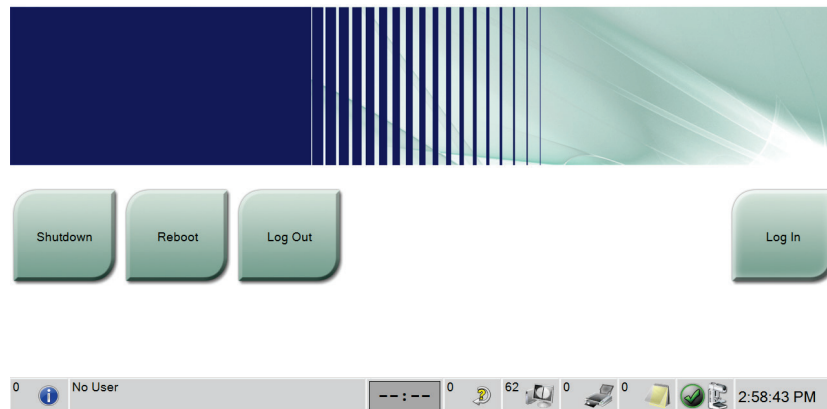 Shutdown
Reboot
Log Out
Log In
0
No User
--:--
0
62
0
0
2:58:43 PM